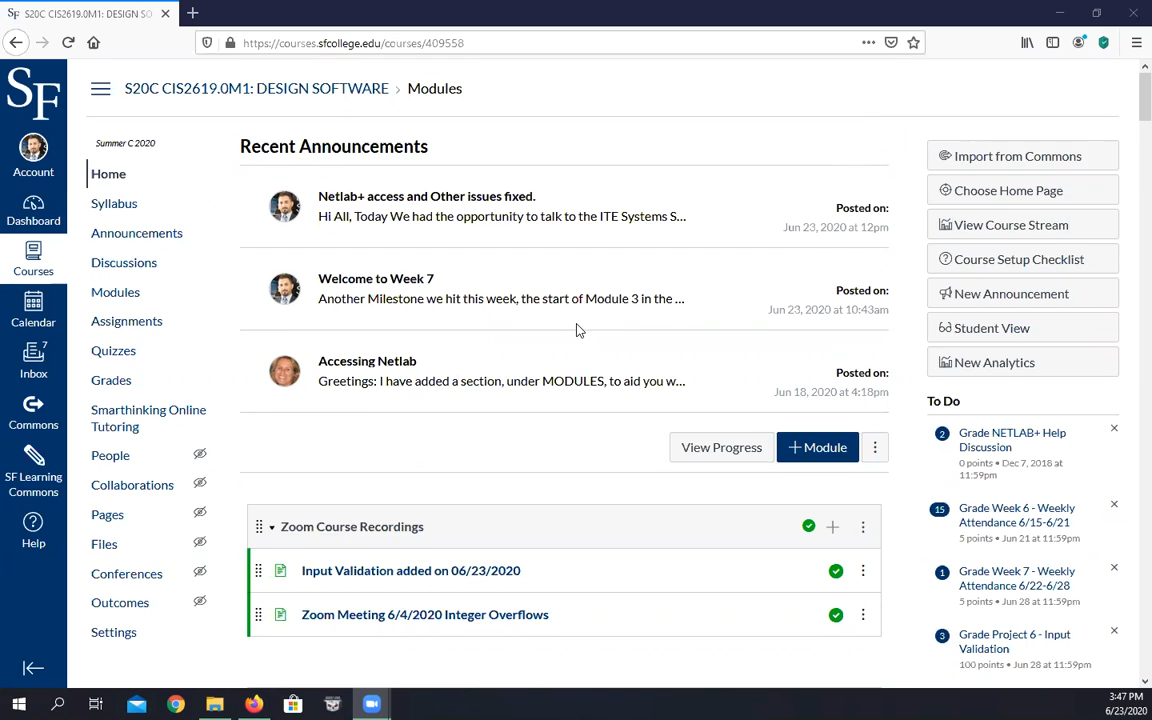 S20C CIS2619.0M1: DESIGN SO
https://courses.sfcollege.edu/courses/409558
SF
S20C CIS2619.0M1: DESIGN SOFTWARE > Modules
Account
Dashboard
Courses
Calendar
7
Inbox
Commons
SF Learning
Commons
Help
Summer C 2020
Home
Syllabus
Announcements
Discussions
Modules
Assignments
Quizzes
Grades
Smarthinking Online
Tutoring
People
Collaborations
Pages
Files
Conferences
Outcomes
Settings
Recent Announcements
Netlab+ access and Other issues fixed.
Hi All, Today We had the opportunity to talk to the ITE Systems S...
Posted on:
Jun 23, 2020 at 12pm
Welcome to Week 7
Another Milestone we hit this week, the start of Module 3 in the ...
Posted on:
Jun 23, 2020 at 10:43am
Accessing Netlab
Greetings: I have added a section, under MODULES, to aid you w...
Posted on:
Jun 18, 2020 at 4:18pm
View Progress
+ Module
Zoom Course Recordings
Input Validation added on 06/23/2020
Zoom Meeting 6/4/2020 Integer Overflows
Import from Commons
Choose Home Page
View Course Stream
Course Setup Checklist
New Announcement
Student View
New Analytics
To Do
2 Grade NETLAB+ Help
Discussion
0 points • Dec 7, 2018 at
11:59pm
15 Grade Week 6 - Weekly
Attendance 6/15-6/21
5 points • Jun 21 at 11:59pm
1 Grade Week 7 - Weekly
Attendance 6/22-6/28
5 points • Jun 28 at 11:59pm
3 Grade Project 6 - Input
Validation
100 points • Jun 28 at 11:59pm
3:47 PM
6/23/2020